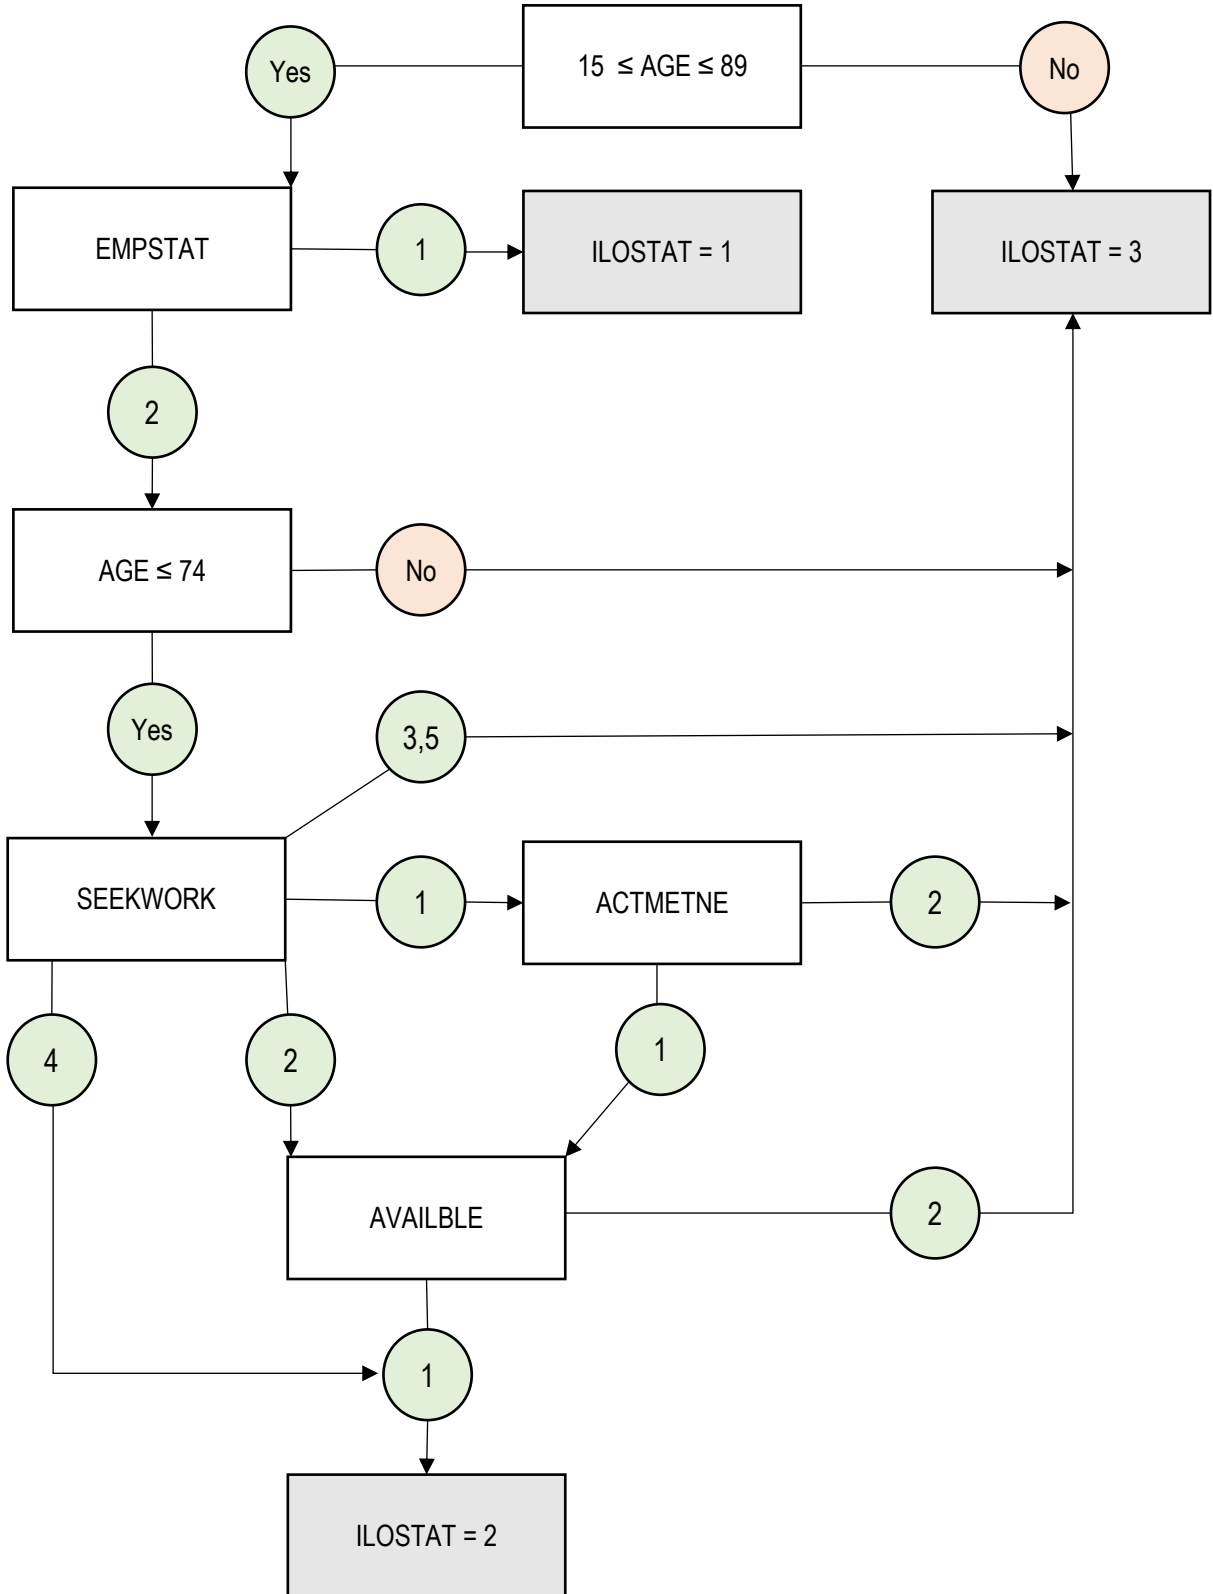 Yes
15 ≤ AGE ≤ 89
No
EMPSTAT
1
ILOSTAT = 1
ILOSTAT = 3
2
AGE ≤ 74
No
Yes
3,5
SEEKWORK
1
ACTMETNE
2
4
2
1
AVAILBLE
2
1
ILOSTAT = 2